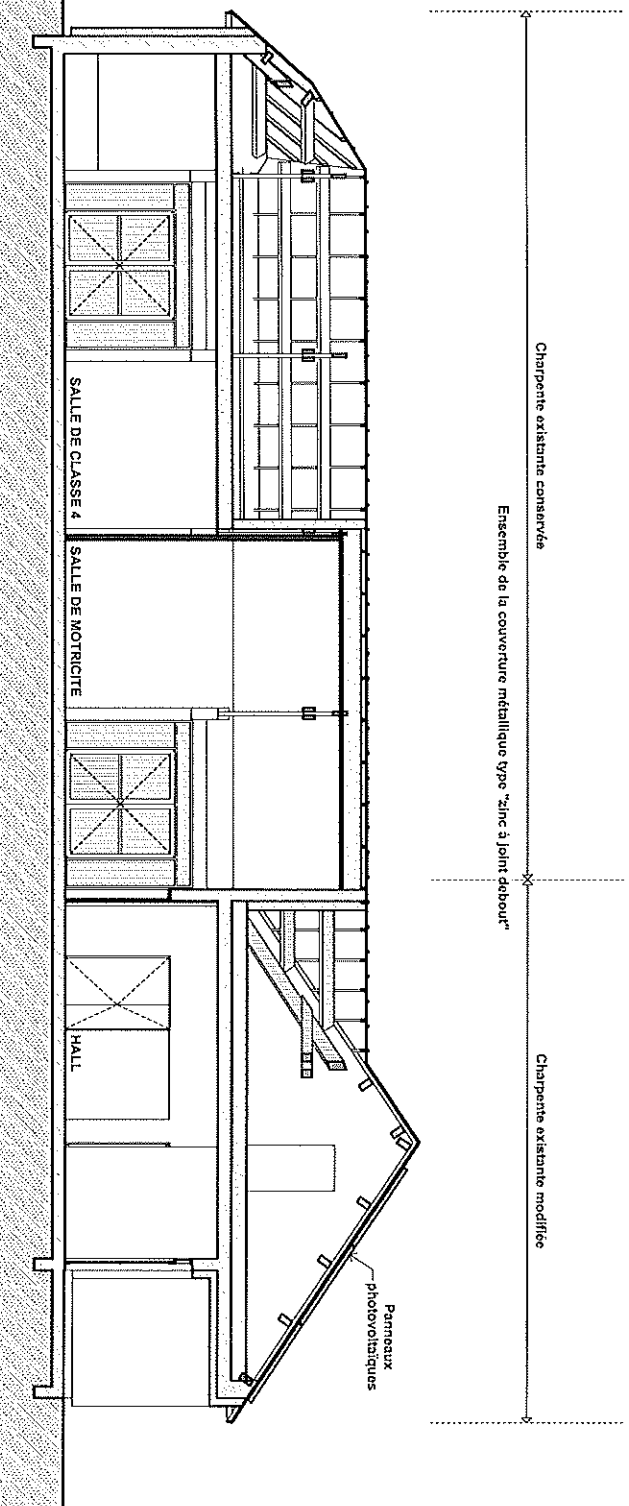 Charpente existante conservée
Charpente existante modifiée
Ensemble de la couverture métallique type "zinc à joint debout"
Panneaux
photovoltaïques
SALLE DE CLASSE 4
SALLE DE MOTRICITE
HALL